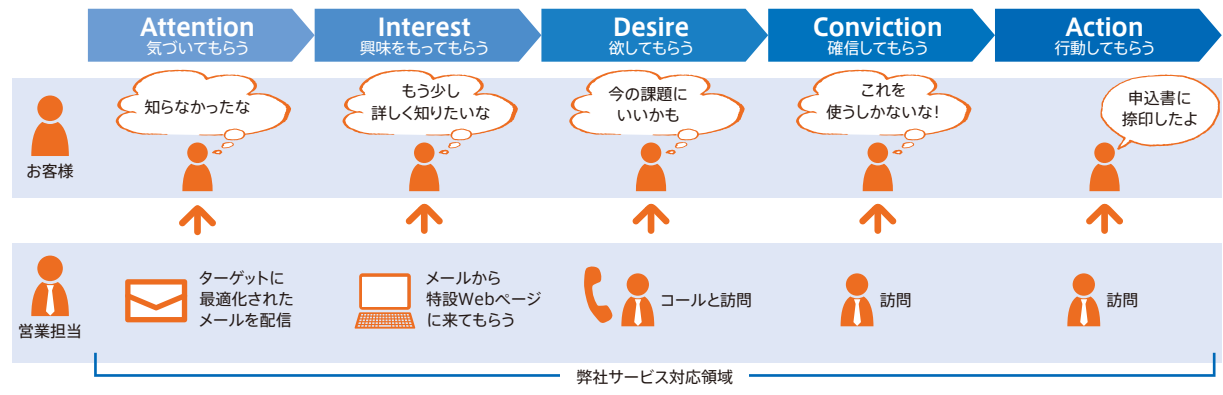 Attention
気づいてもらう
Interest
興味をもってもらう
Desire
欲してもらう
Conviction
確信してもらう
Action
行動してもらう
お客様
知らなかったな
もう少し
詳しく知りたいな
今の課題に
いいかも
これを
使うしかないな!
申込書に
捺印したよ
営業担当
ターゲットに
最適化された
メールを配信
メールから
特設Webページ
に来てもらう
コールと訪問
訪問
訪問
弊社サービス対応領域